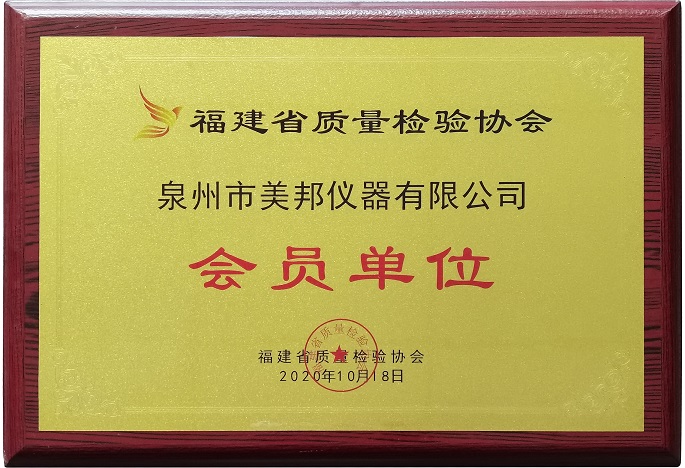 福建省质量检验协会
泉州市美邦仪器有限公司
会员单位
福建省质量检验协会
2020年10月18日